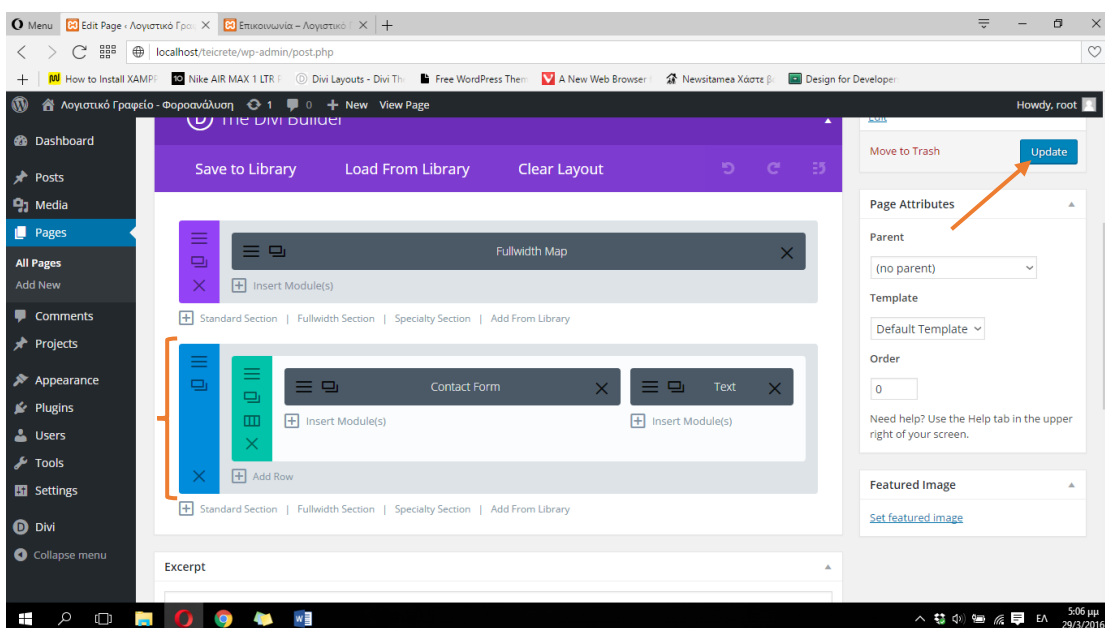 Menu Edit Page ‹ Λογιστικό Γρα Επικοινωνία – Λογιστικό
localhost/teicrete/wp-admin/post.php
How to Install XAMPP Nike AIR MAX 1 LTR Divi Layouts - Divi Th Free WordPress Them A New Web Browser Newsitamea Χάστε β Design for Developer
Λογιστικό Γραφείο - Φοροανάλυση 1 0 New View Page Howdy, root
The Divi Builder
Edit
Dashboard
Save to Library Load From Library Clear Layout
Move to Trash Update
Posts
Media
Pages
All Pages
Add New
Comments
Projects
Appearance
Plugins
Users
Tools
Settings
Divi
Collapse menu
Fullwidth Map
Insert Module(s)
Standard Section | Fullwidth Section | Specialty Section | Add From Library
Contact Form Text
Insert Module(s) Insert Module(s)
Add Row
Standard Section | Fullwidth Section | Specialty Section | Add From Library
Excerpt
Page Attributes
Parent
(no parent)
Template
Default Template
Order
0
Need help? Use the Help tab in the upper
right of your screen.
Featured Image
Set featured image
ΕΛ 5:06 μμ
29/3/2016